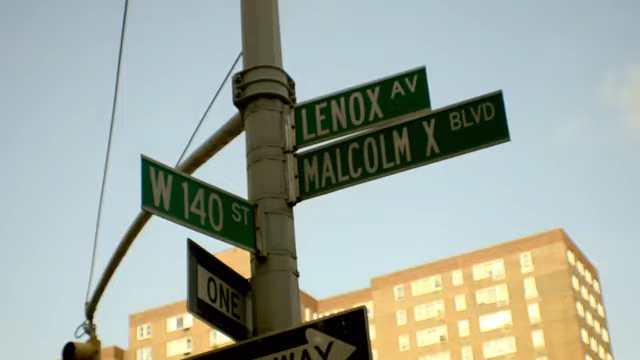 LENOX AV
MALCOLM X BLVD
W 140 ST
ONE
WAY